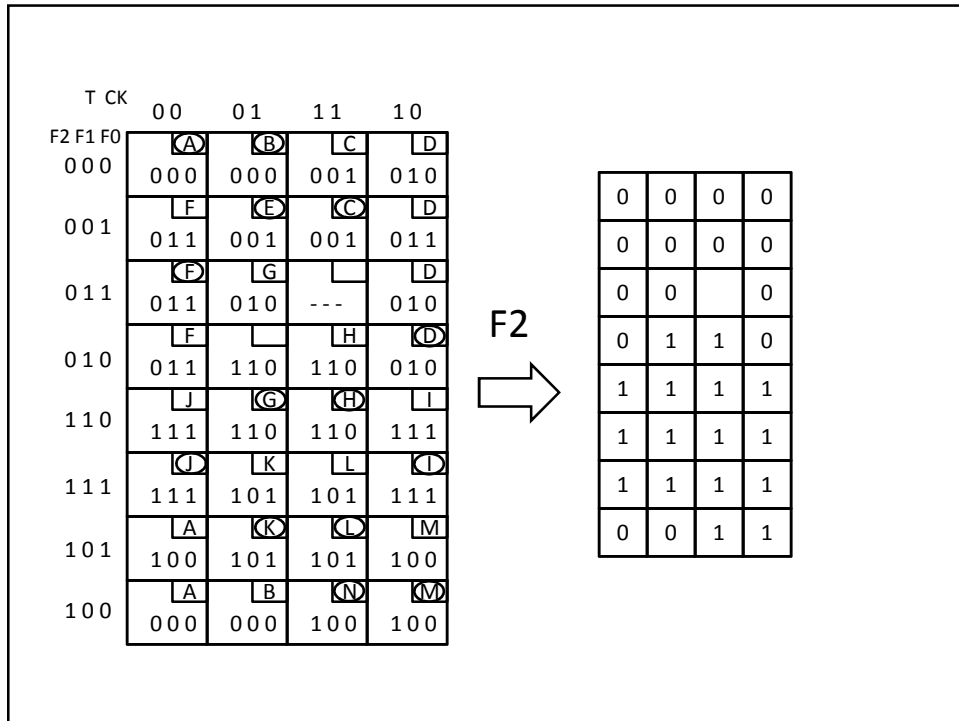 T CK
00 01 11 10
F2 F1 F0
A B C D
000 000 000 001 010
F E C D
001 011 001 001 011
F G D
011 011 010 --- 010
F H D
010 011 110 110 010
J G H I
110 111 110 110 111
J K L I
111 111 101 101 111
A K L M
101 100 101 101 100
A B N M
100 000 000 100 100
F2
0 0 0 0
0 0 0 0
0 0 0
0 1 1 0
1 1 1 1
1 1 1 1
1 1 1 1
0 0 1 1